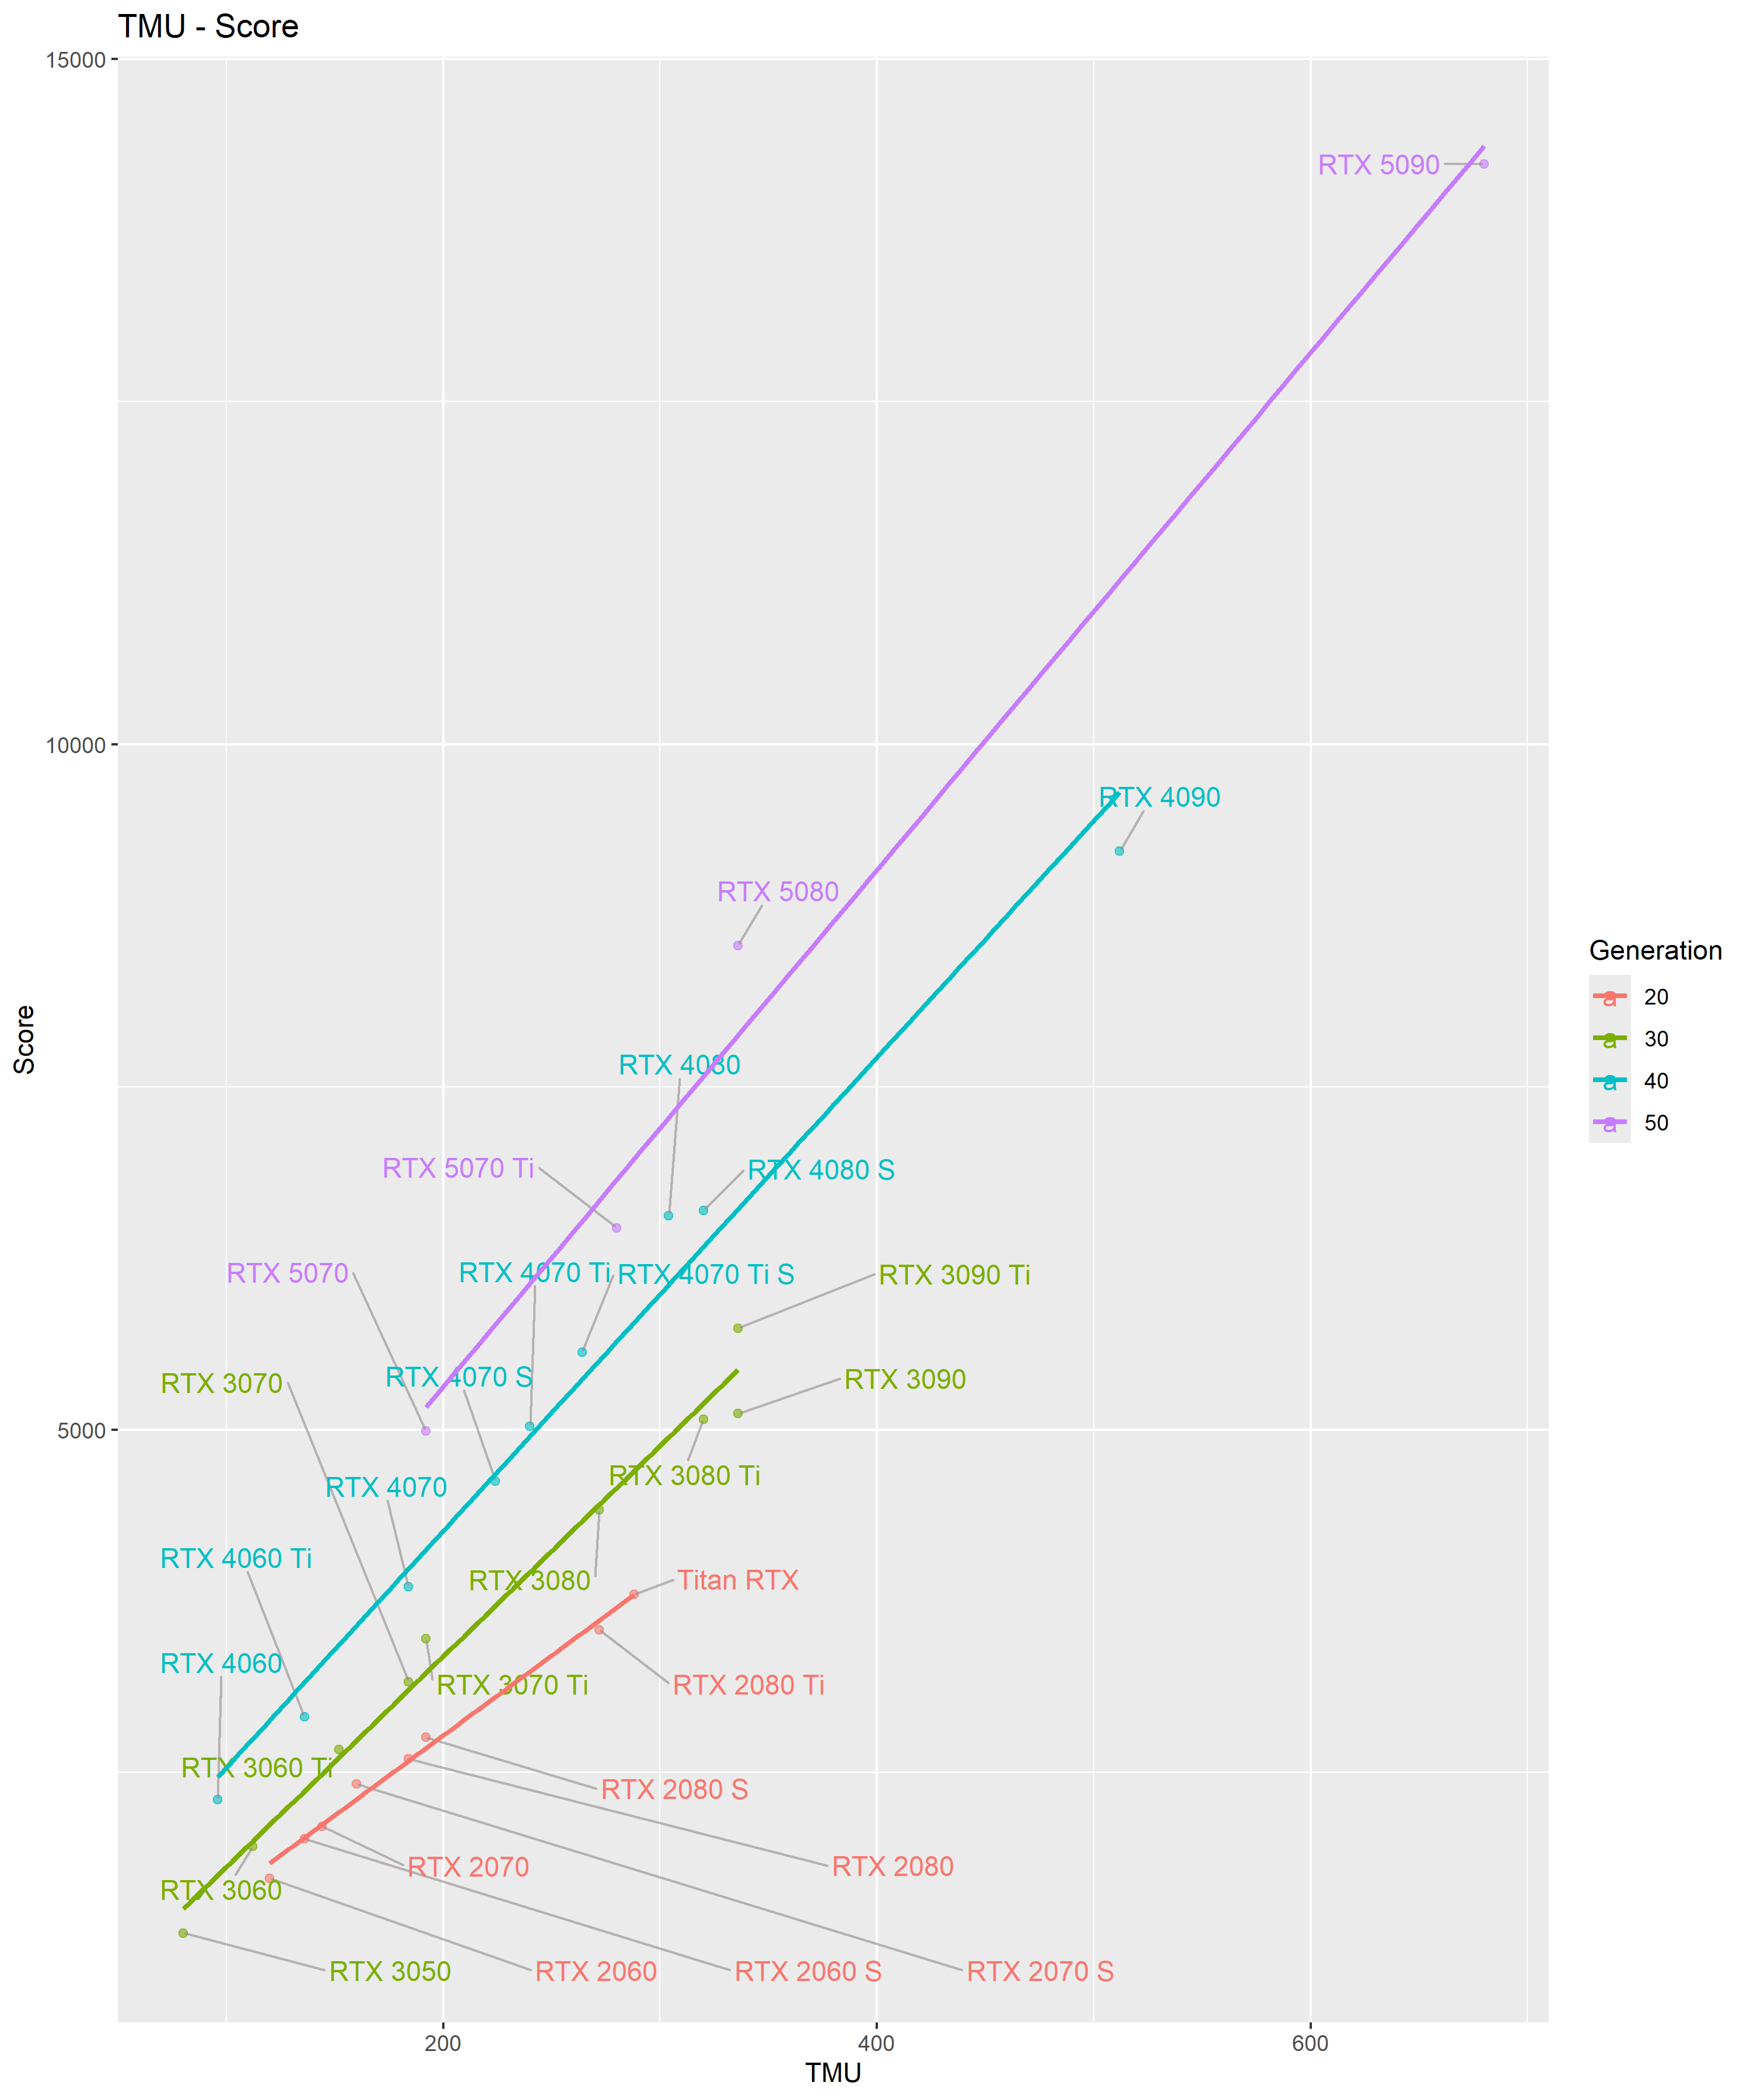 TMU - Score
15000
RTX 5090
10000
RTX 4090
RTX 5080
Generation
20
30
40
50
a
a
a
a
Score
RTX 4080
RTX 5070 Ti
RTX 4080 S
RTX 5070
RTX 4070 Ti
RTX 4070 Ti S
RTX 3090 Ti
RTX 3070
RTX 4070 S
RTX 3090
5000
RTX 4070
RTX 3080 Ti
RTX 4060 Ti
RTX 3080
Titan RTX
RTX 4060
RTX 3070 Ti
RTX 2080 Ti
RTX 3060 Ti
RTX 2080 S
RTX 2070
RTX 2080
RTX 3060
RTX 3050
RTX 2060
RTX 2060 S
RTX 2070 S
200
400
600
TMU